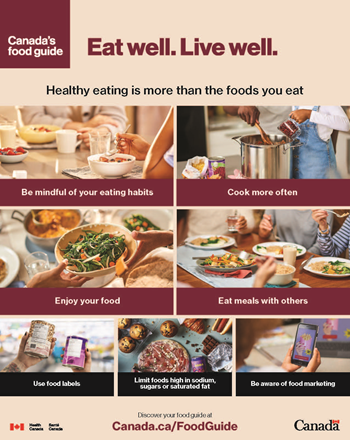 Canada's
food guide
Eat well. Live well.
Healthy eating is more than the foods you eat
Be mindful of your eating habits
Cook more often
Enjoy your food
Eat meals with others
Use food labels
Limit foods high in sodium,
sugars or saturated fat
Be aware of food marketing
Health
Canada
Santé
Canada
Discover your food guide at
Canada.ca/FoodGuide
Canada